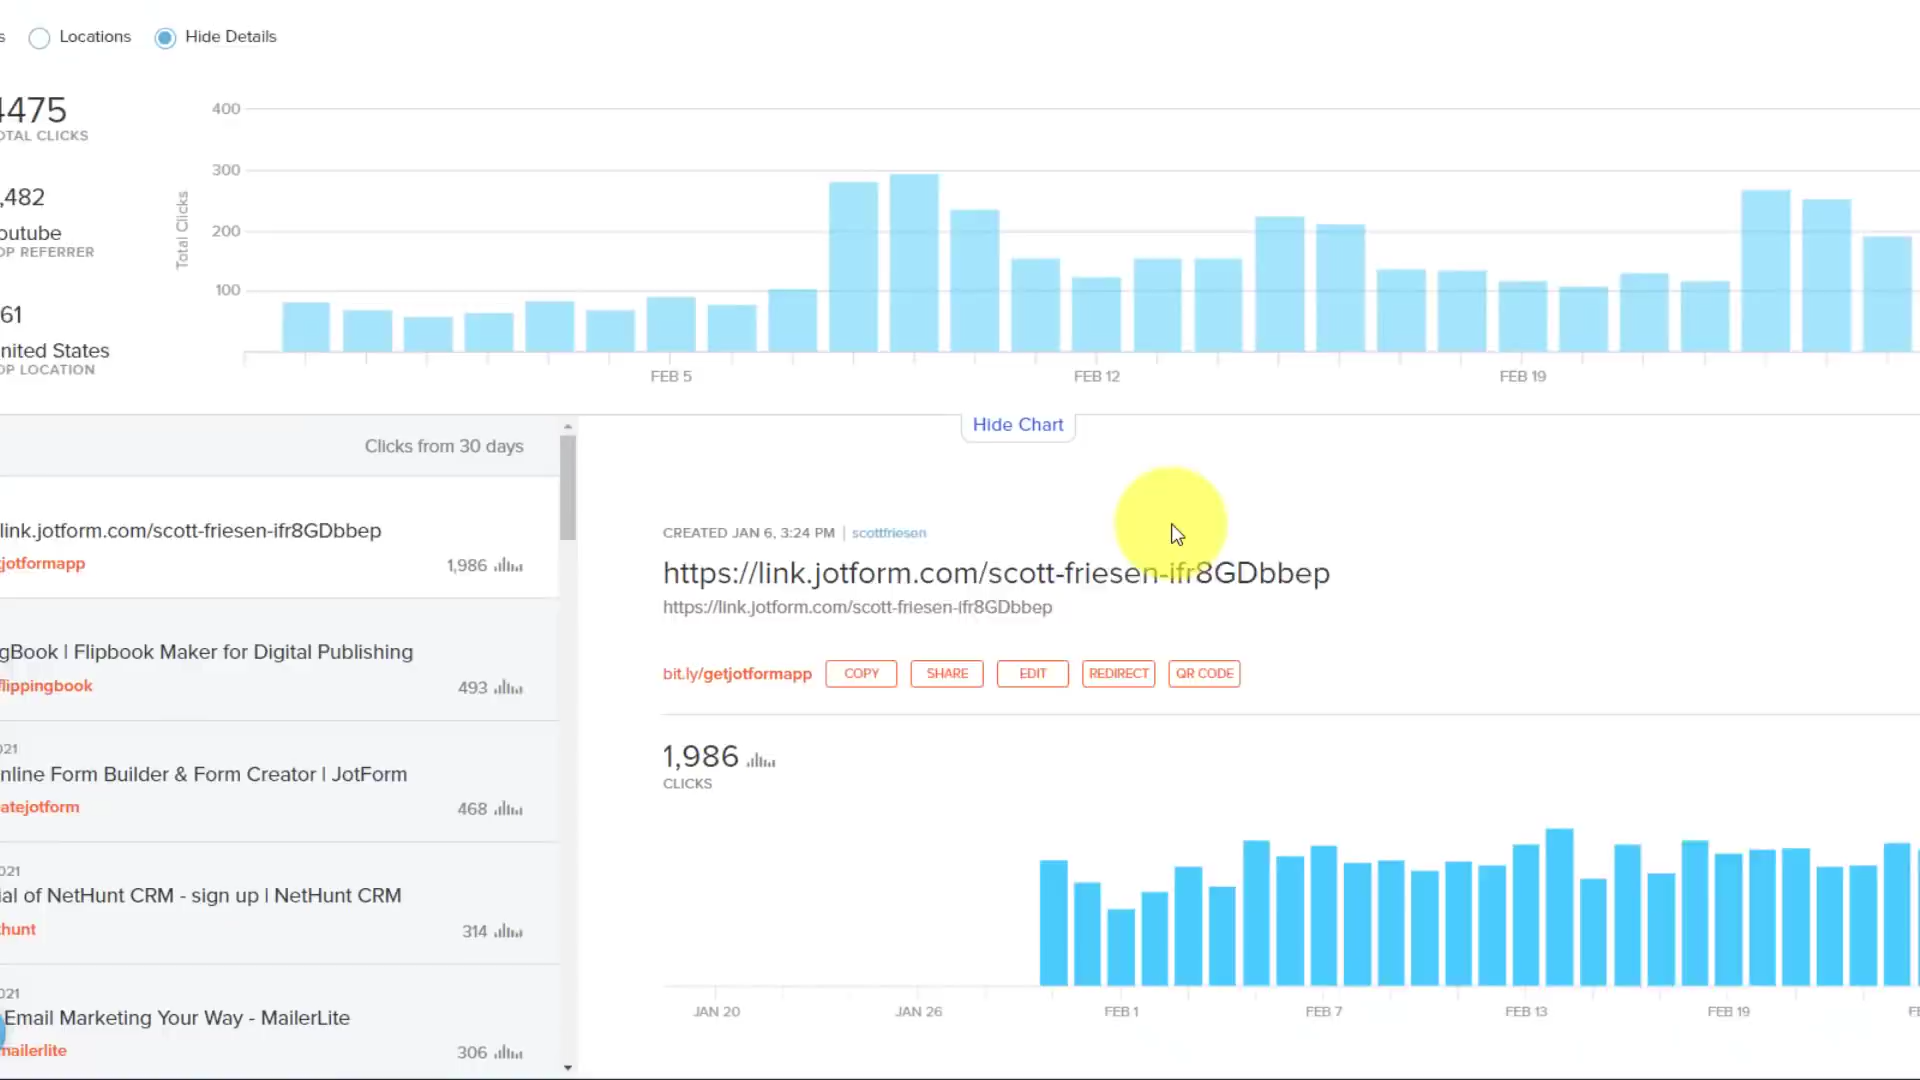 s Locations Hide Details
4475
OTAL CLICKS
,482
outube
OP REFERRER
61
nited States
OP LOCATION
Total Clicks
400
300
200
100
FEB 5 FEB 12 FEB 19
Hide Chart
Clicks from 30 days
link.jotform.com/scott-friesen-ifr8GDbbep
jotformapp 1,986
gBook | Flipbook Maker for Digital Publishing
flippingbook 493
021
nline Form Builder & Form Creator | JotForm
atejotform 468
021
ial of NetHunt CRM - sign up | NetHunt CRM
thunt 314
021
Email Marketing Your Way - MailerLite
mailerlite 306
CREATED JAN 6, 3:24 PM | scottfriesen
https://link.jotform.com/scott-friesen-ifr8GDbbep
https://link.jotform.com/scott-friesen-ifr8GDbbep
bit.ly/getjotformapp COPY SHARE EDIT REDIRECT QR CODE
1,986
CLICKS
JAN 20 JAN 26 FEB 1 FEB 7 FEB 13 FEB 19 FE